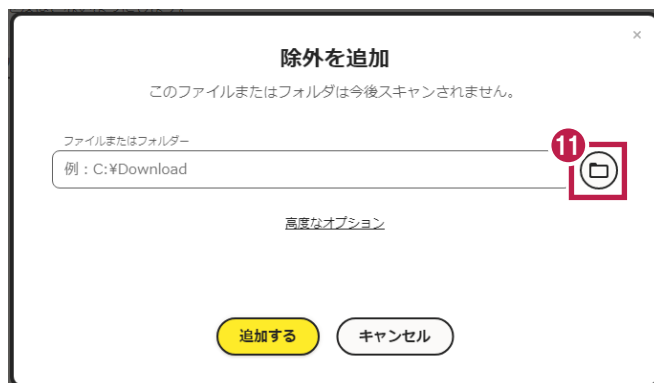 ×
除外を追加
このファイルまたはフォルダは今後スキャンされません。
ファイルまたはフォルダー
11
例：C:¥Download
高度なオプション
追加する
キャンセル